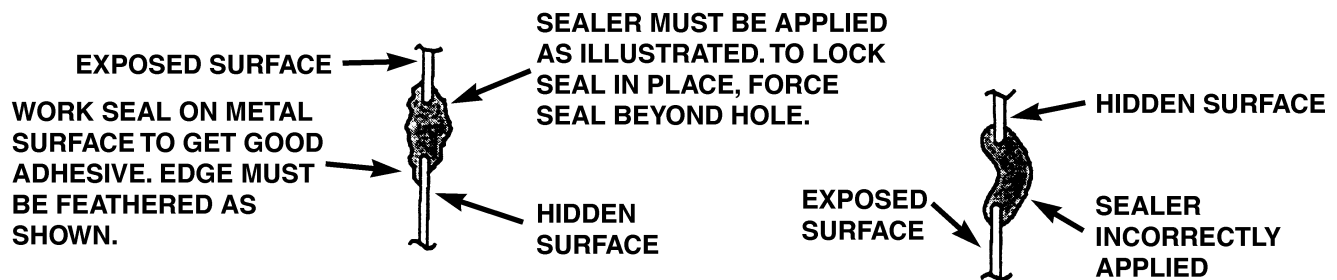 EXPOSED SURFACE
WORK SEAL ON METAL
SURFACE TO GET GOOD
ADHESIVE. EDGE MUST
BE FEATHERED AS
SHOWN.
SEALER MUST BE APPLIED
AS ILLUSTRATED. TO LOCK
SEAL IN PLACE, FORCE
SEAL BEYOND HOLE.
HIDDEN
SURFACE
HIDDEN SURFACE
EXPOSED
SURFACE
SEALER
INCORRECTLY
APPLIED